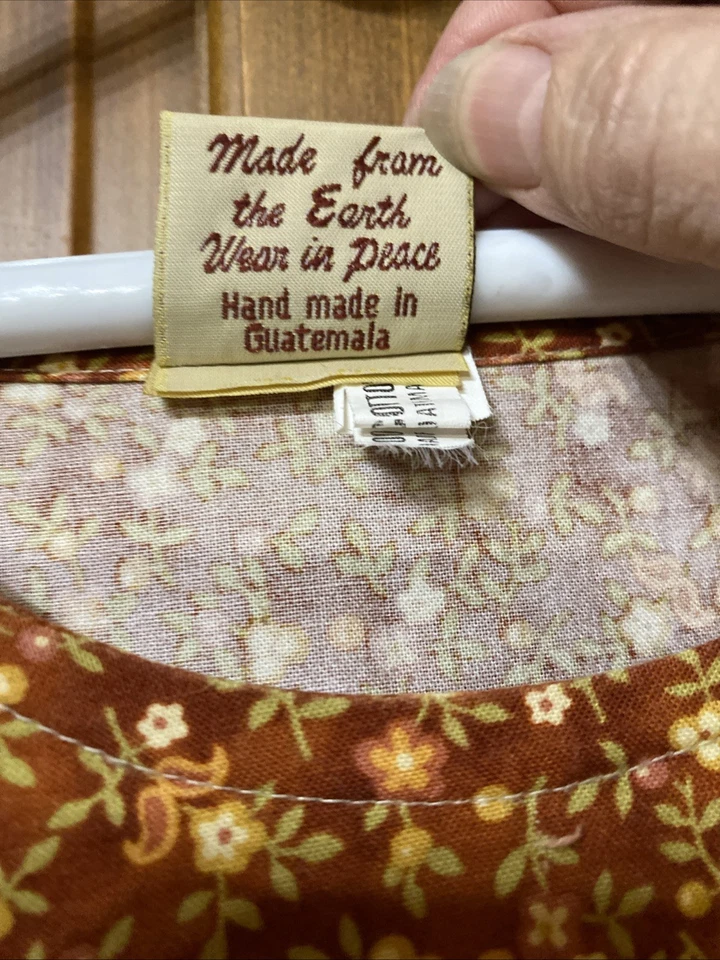 Made from
the Earth
Wear in Peace
Hand made in
Guatemala